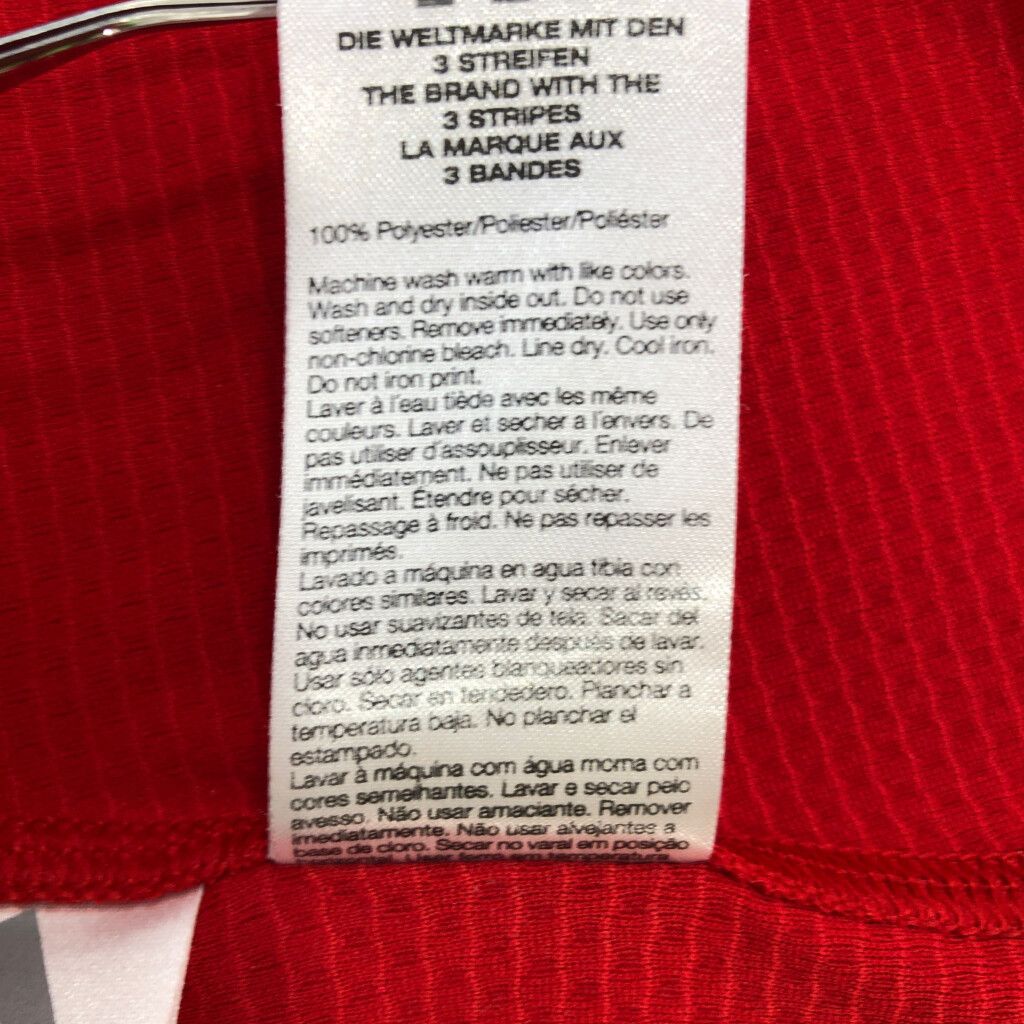 DIE WELTMARKE MIT DEN
3 STREIFEN
THE BRAND WITH THE
3 STRIPES
LA MARQUE AUX
3 BANDES
100% Polyester/Poliester/Poliéster
Machine wash warm with like colors.
Wash and dry inside out. Do not use
softeners. Remove immediately. Use only
non-chlorine bleach. Line dry. Cool iron.
Do not iron print.
Laver à l'eau tiède avec les même
couleurs. Laver et sécher a l'envers. De
pas utiliser d'assouplisseur. Enlever
immédiatement. Ne pas utiliser de
javelisant. Étendre pour sécher.
Repassage à froid. Ne pas repasser les
imprimés.
Lavado a máquina en agua tibia con
colores similares. Lavar y secar al revés.
No usar suavizantes de tela. Sacar del
agua inmediatamente después de lavar.
Usar sólo agentes blanqueadores sin
cloro. Secar en tendedero. Planchar a
temperatura baja. No planchar el
estampado.
Lavar à máquina com água morna com
cores semelhantes. Lavar e secar pelo
avesso. Não usar amaciante. Remover
imediatamente. Não usar alvejantes a
base de cloro. Secar no varal em posição
temperatura